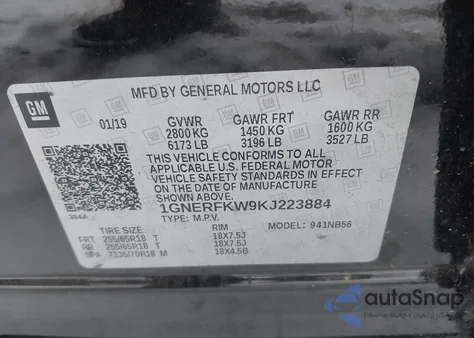 MFD BY GENERAL MOTORS LLC
GM
01/19
GVWR GAWR FRT GAWR RR
2800 KG 1450 KG 1600 KG
6173 LB 3196 LB 3527 LB
THIS VEHICLE CONFORMS TO ALL
APPLICABLE U.S. FEDERAL MOTOR
VEHICLE SAFETY STANDARDS IN EFFECT ON
THE DATE OF MANUFACTURE SHOWN ABOVE.
1GNERFKW9KJ223884
TYPE: M.P.V. MODEL: 941NB56
TIRE SIZE RIM
FRT 255/65R18 T 18X7.5J
RR 255/65R18 T 18X7.5J
SPA T135/70R18 M 18X4.5B
autoSnap